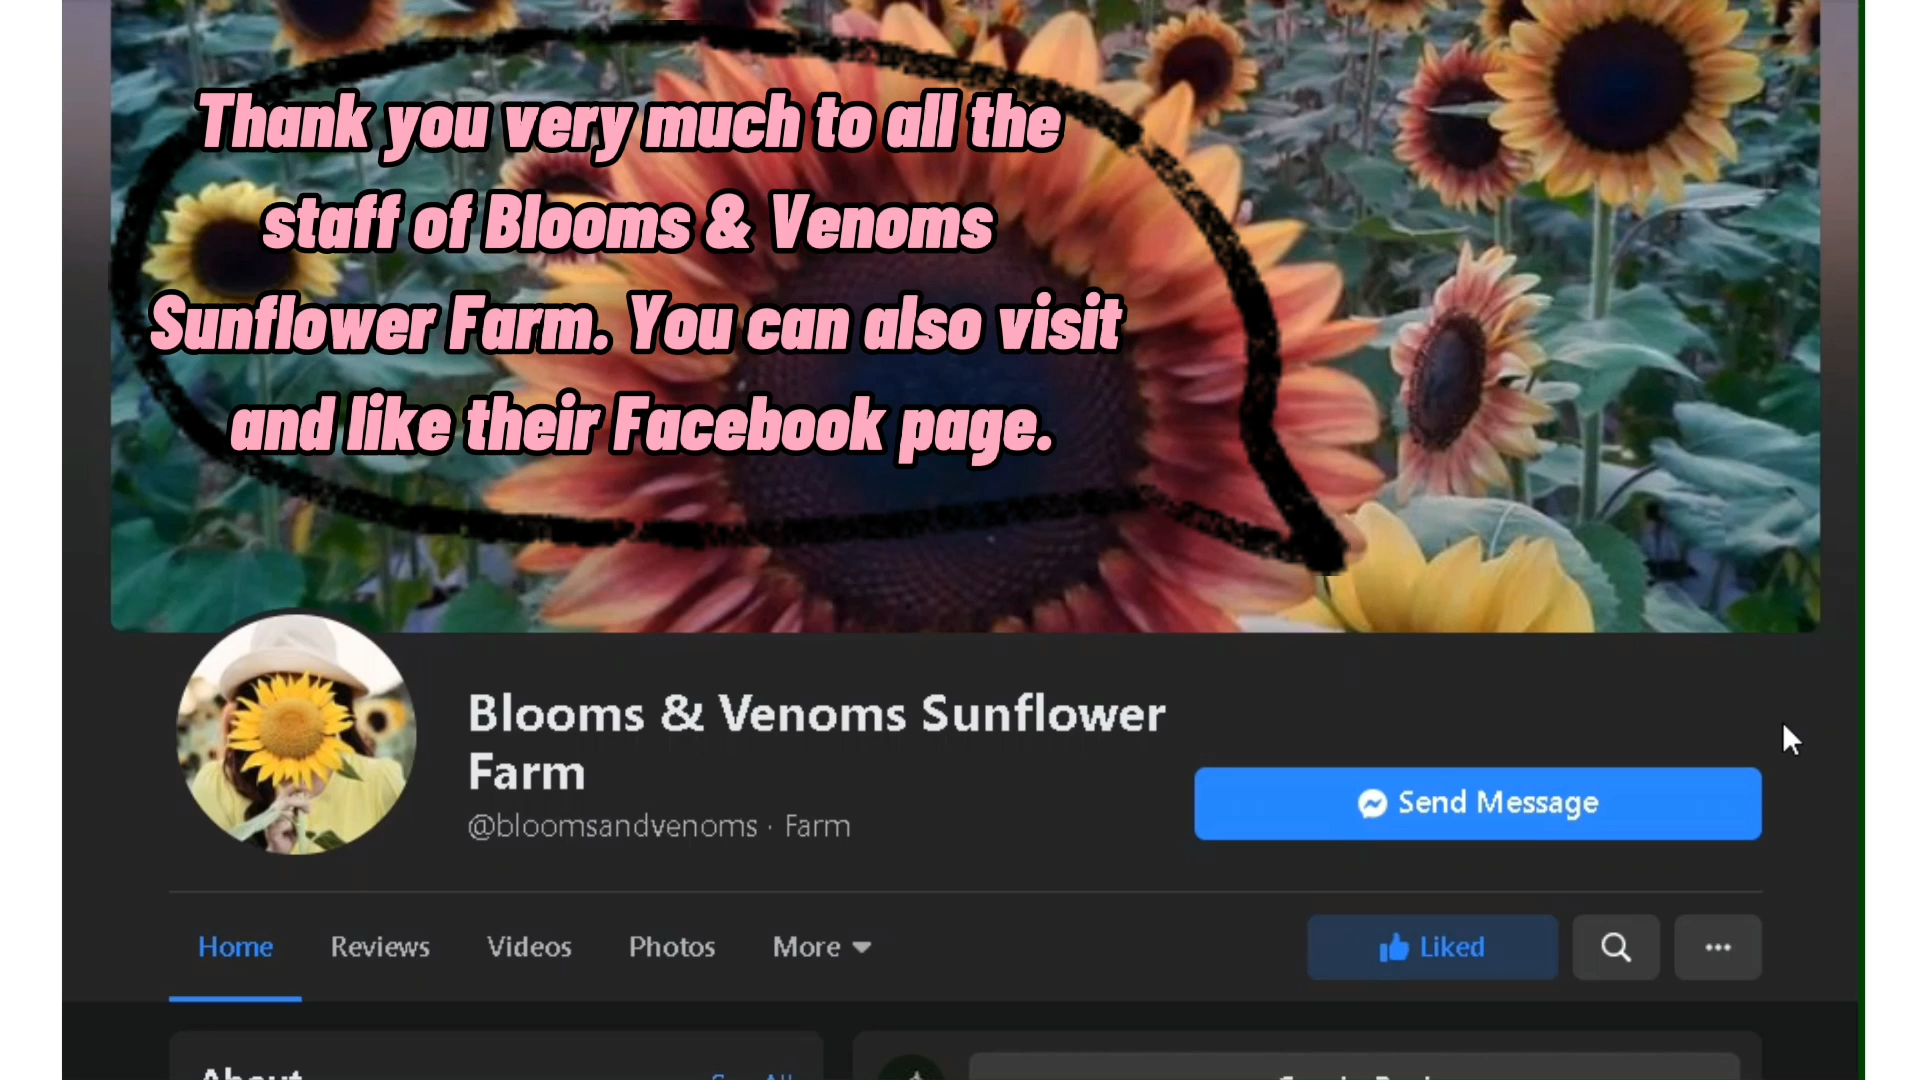 Thank you very much to all the
staff of Blooms & Venoms
Sunflower Farm. You can also visit
and like their Facebook page.
Blooms & Venoms Sunflower
Farm
@bloomsandvenoms · Farm
Send Message
Home Reviews Videos Photos More
Liked
About